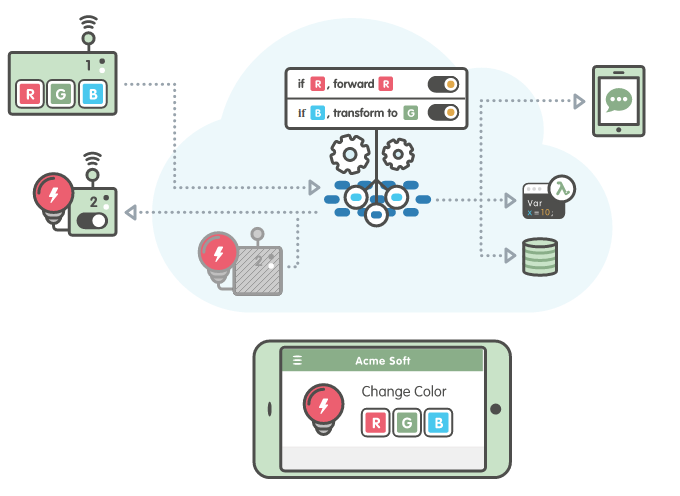 1
R G B
if R, forward R
if B, transform to G
2
2
λ
Var
x = 10;
Acme Soft
Change Color
R G B